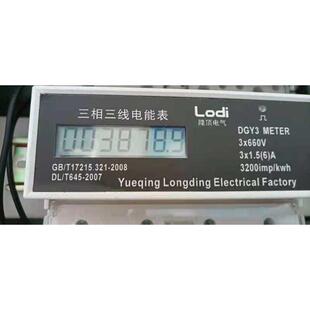 三相三线电能表
Lodi
隆顶电气
0038189
DGY3 METER
3x660V
3x1.5(6)A
3200imp/kwh
GB/T17215.321-2008
DL/T645-2007
Yueqing Longding Electrical Factory